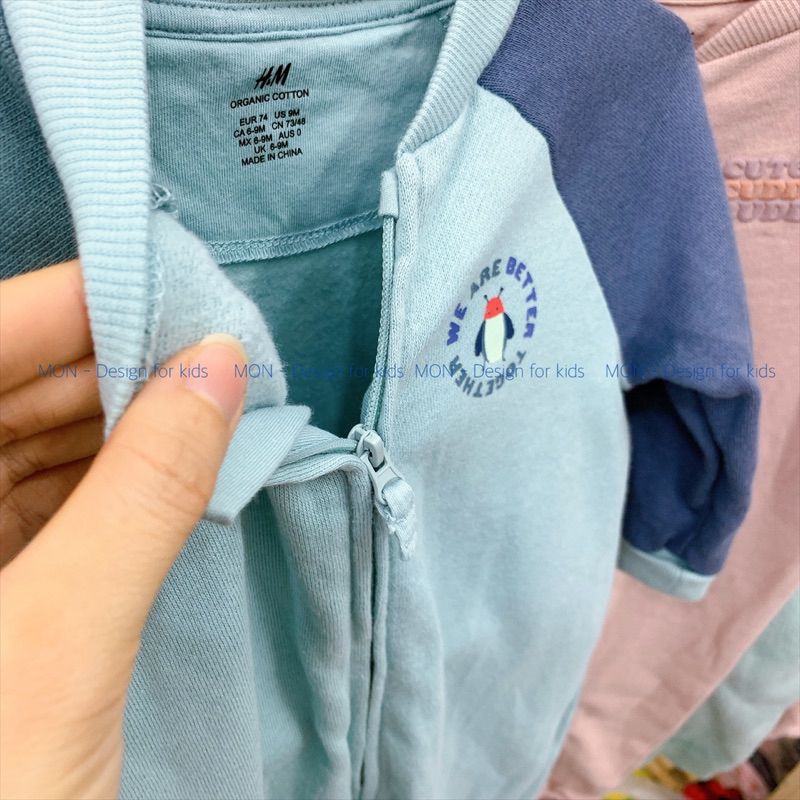 H&M
ORGANIC COTTON
EUR 74 US 9M
CA 6-9M CN 73/48
MX 6-9M AUS 0
UK 6-9M
MADE IN CHINA
WE ARE BETTER TOGETHER
CUTE
MON - Design for kids MON - Design for kids MON - Design for kids MON - Design for kids